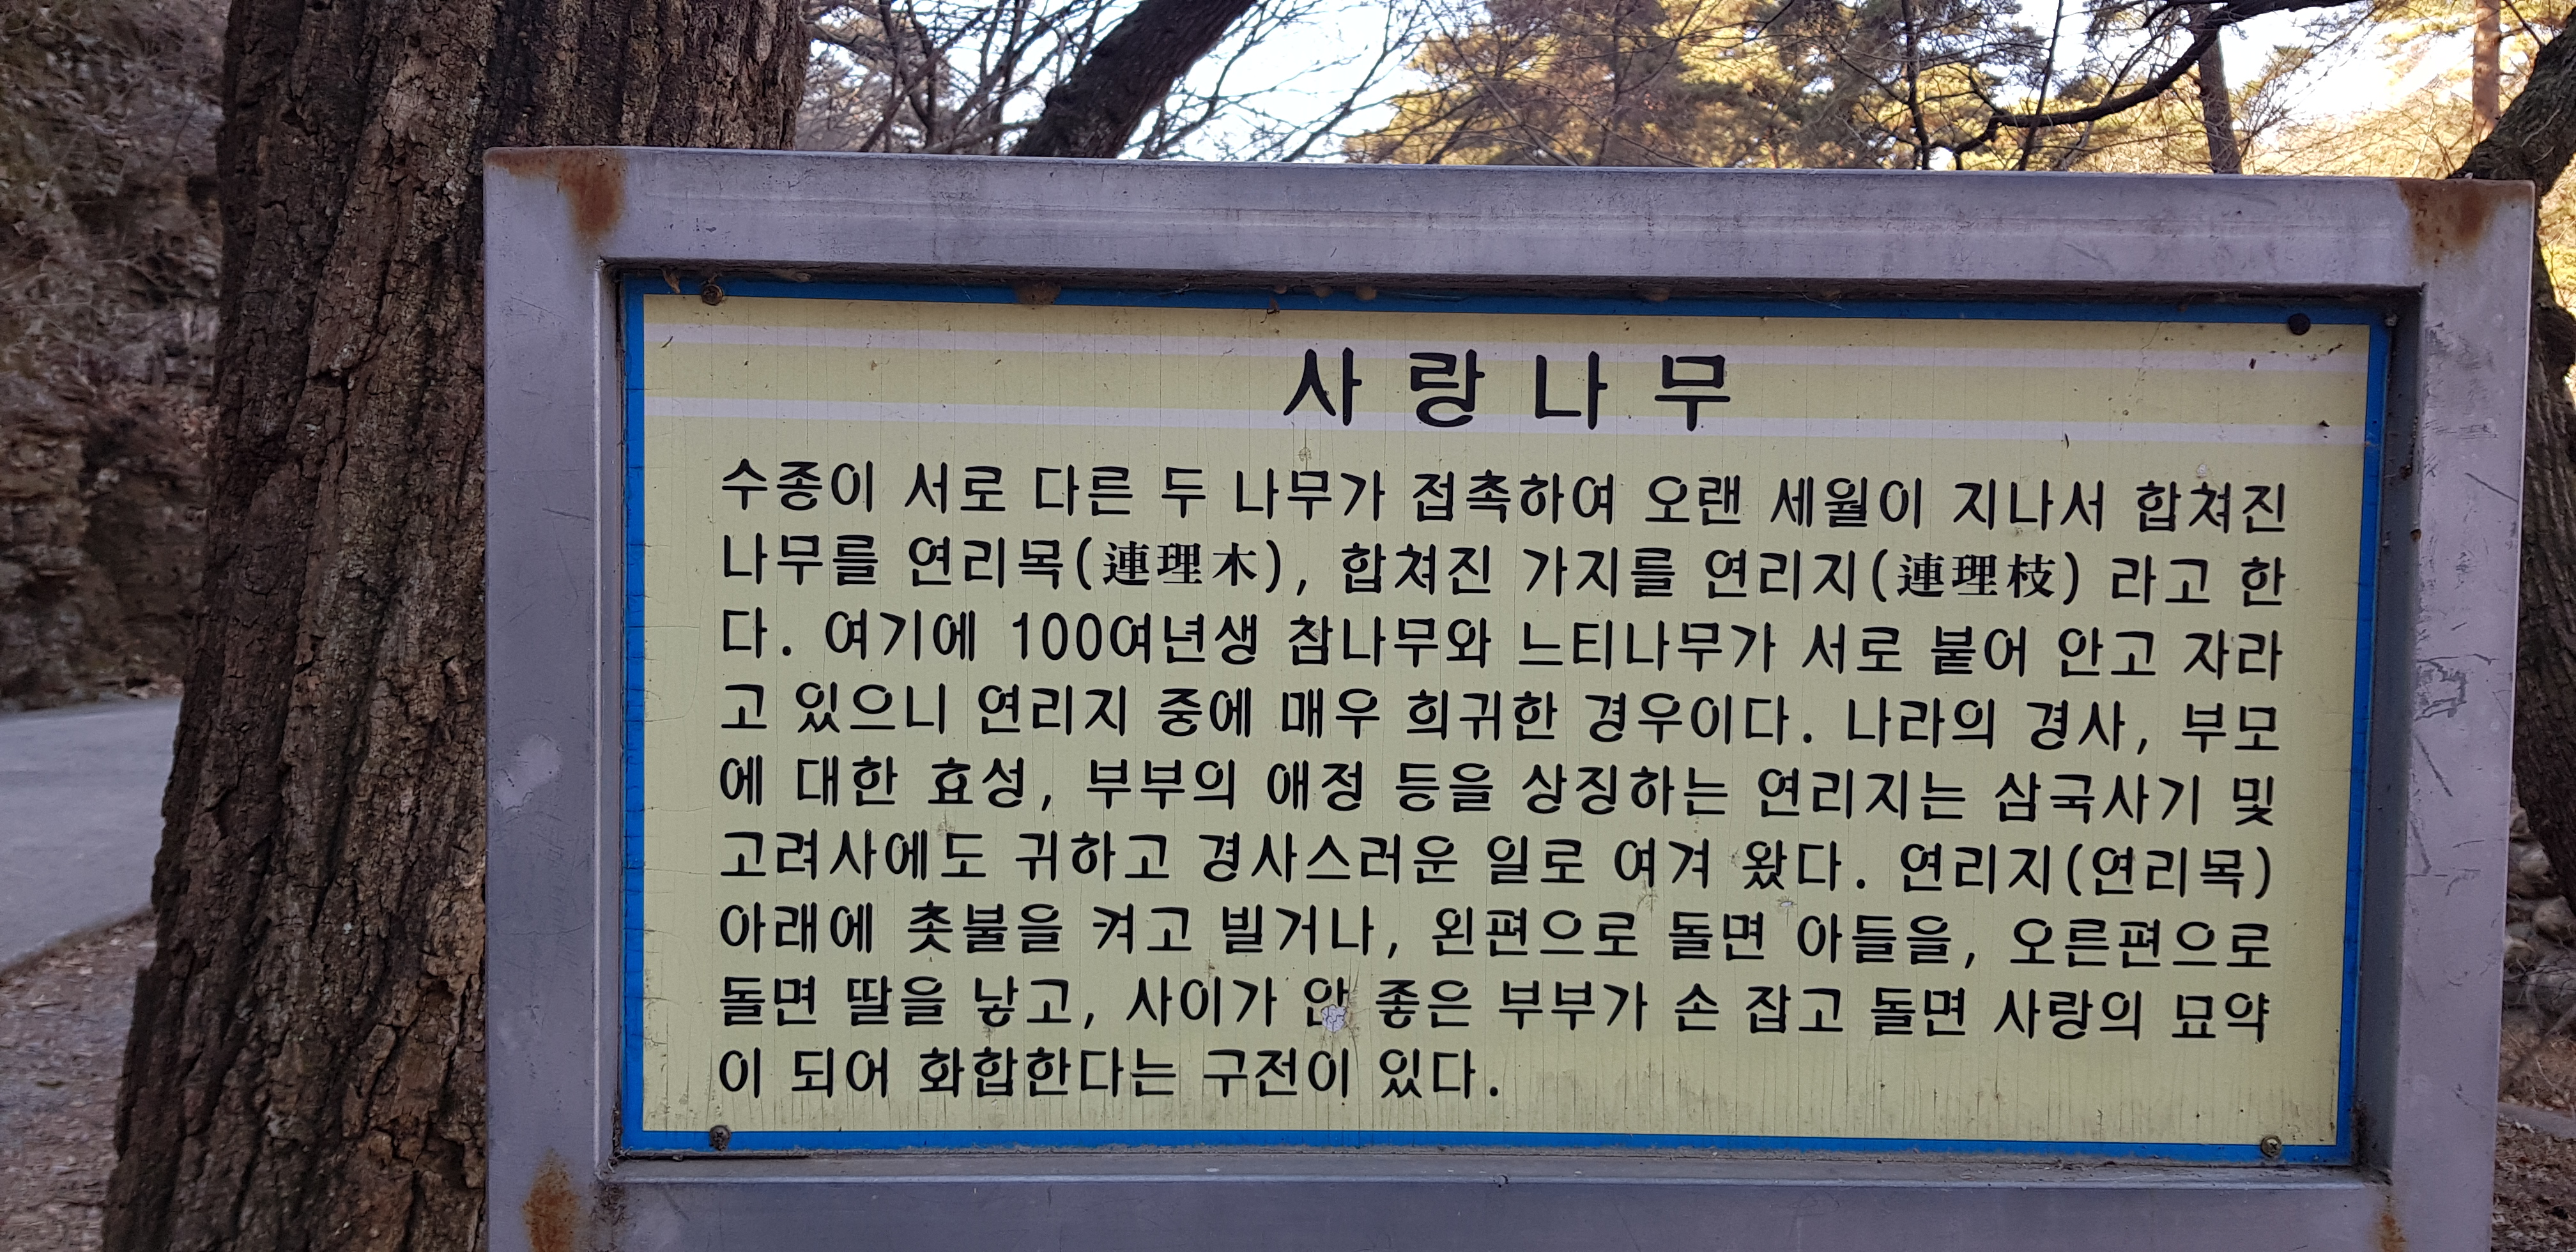 사랑나무
수종이 서로 다른 두 나무가 접촉하여 오랜 세월이 지나서 합쳐진
나무를 연리목(連理木), 합쳐진 가지를 연리지(連理枝) 라고 한
다. 여기에 100여년생 참나무와 느티나무가 서로 붙어 안고 자라
고 있으니 연리지 중에 매우 희귀한 경우이다. 나라의 경사, 부모
에 대한 효성, 부부의 애정 등을 상징하는 연리지는 삼국사기 및
고려사에도 귀하고 경사스러운 일로 여겨 왔다. 연리지(연리목)
아래에 촛불을 켜고 빌거나, 왼편으로 돌면 아들을, 오른편으로
돌면 딸을 낳고, 사이가 안 좋은 부부가 손 잡고 돌면 사랑의 묘약
이 되어 화합한다는 구전이 있다.